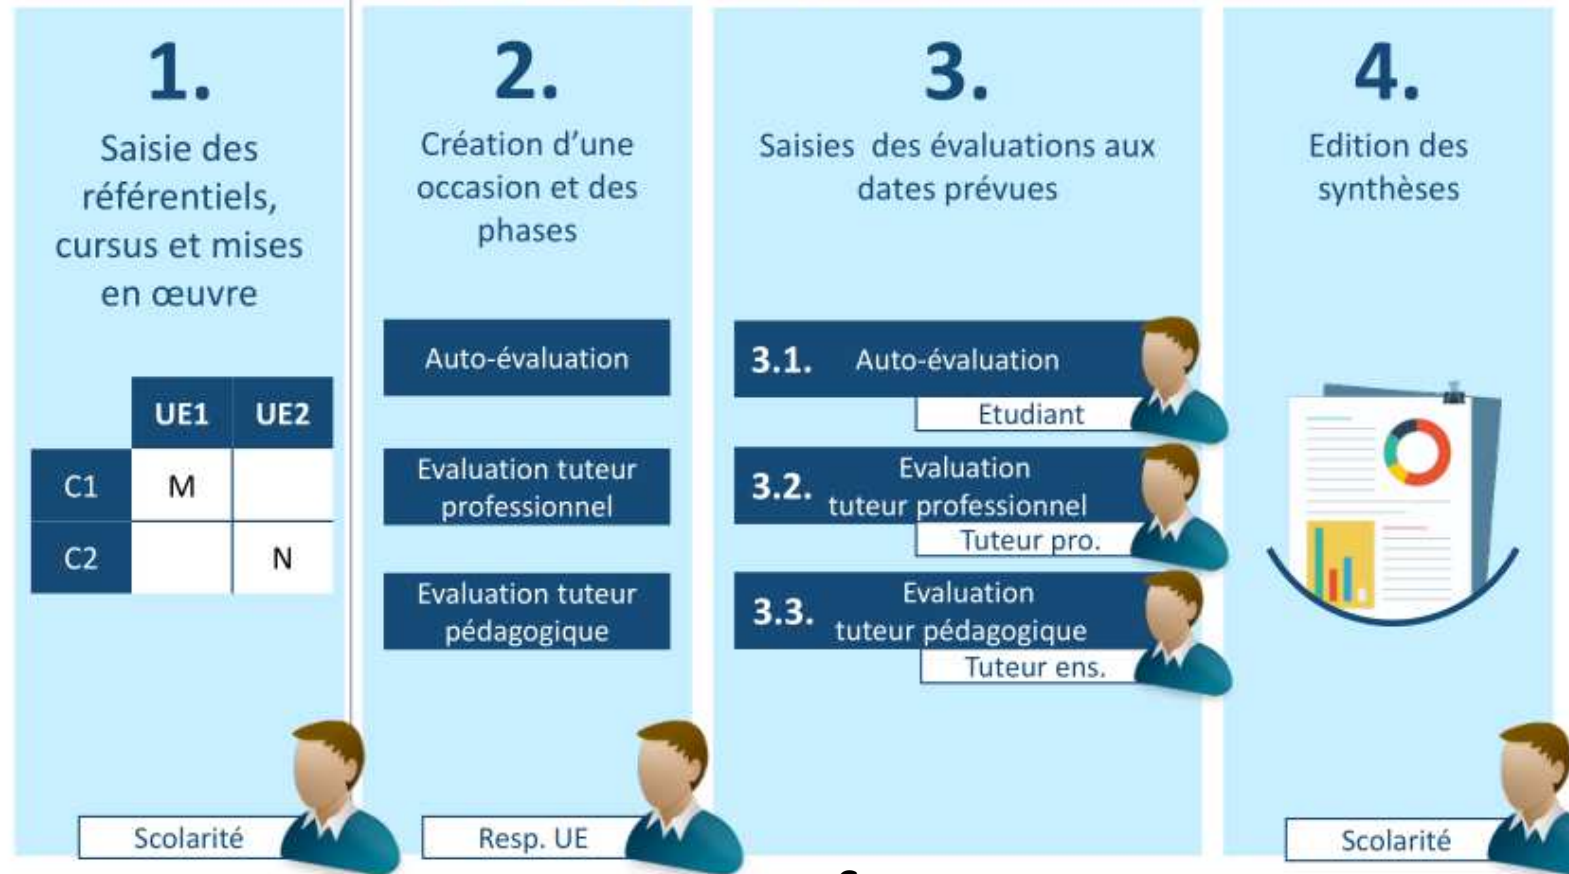 1.
Saisie des
référentiels,
cursus et mises
en œuvre
UE1 UE2
C1 M
C2 N
Scolarité
2.
Création d’une
occasion et des
phases
Auto-évaluation
Evaluation tuteur
professionnel
Evaluation tuteur
pédagogique
Resp. UE
3.
Saisies des évaluations aux
dates prévues
3.1. Auto-évaluation
Etudiant
3.2. Evaluation
tuteur professionnel
Tuteur pro.
3.3. Evaluation
tuteur pédagogique
Tuteur ens.
4.
Edition des
synthèses
Scolarité